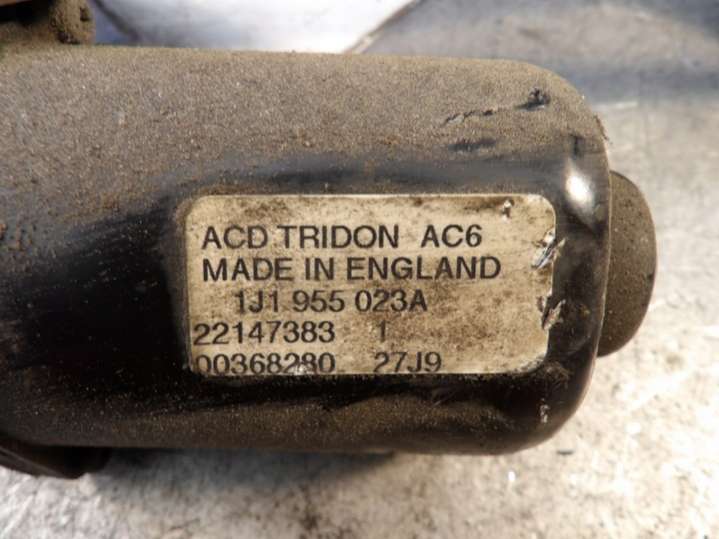 ACD TRIDON AC6
MADE IN ENGLAND
1J1 955 023A
22147383 1
00368280 27J9